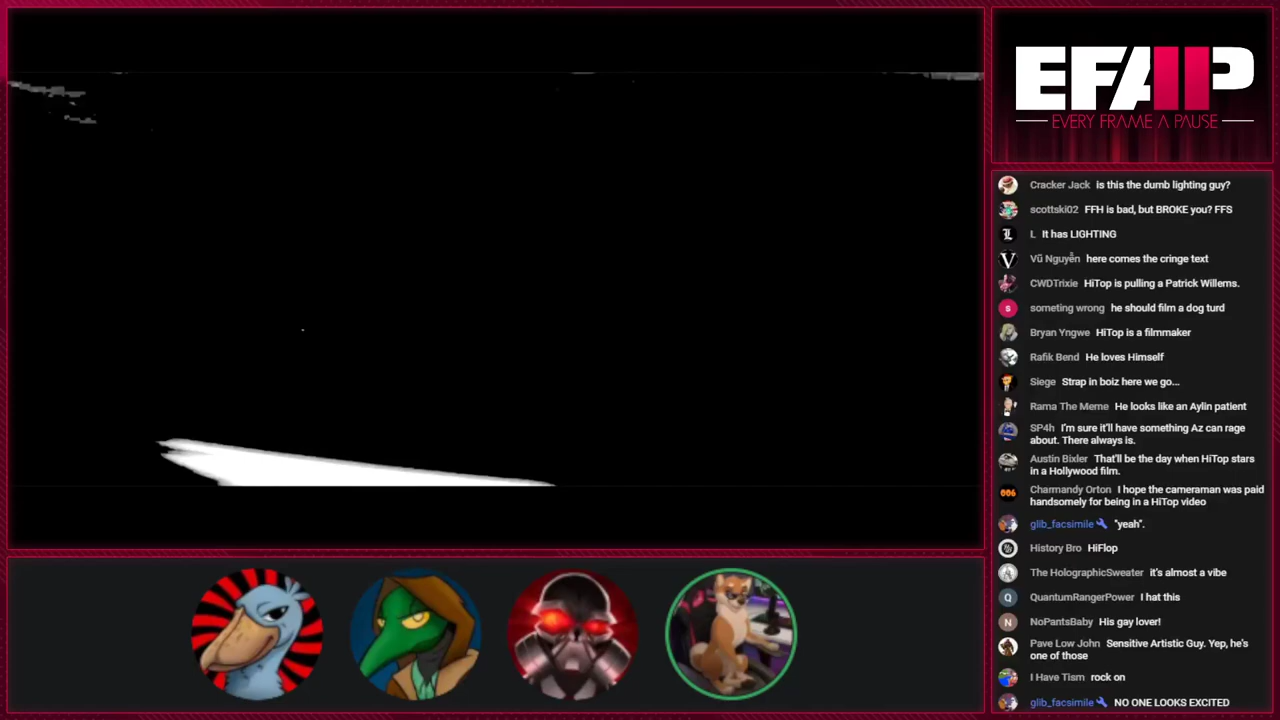 EFAP
EVERY FRAME A PAUSE
Cracker Jack is this the dumb lighting guy?
scottski02 FFH is bad, but BROKE you? FFS
L It has LIGHTING
Vũ Nguyễn here comes the cringe text
CWDTrixie HiTop is pulling a Patrick Willems.
s someting wrong he should film a dog turd
Bryan Yngwe HiTop is a filmmaker
Rafik Bend He loves Himself
Siege Strap in boiz here we go...
Rama The Meme He looks like an Aylin patient
SP4h I'm sure it'll have something Az can rage
about. There always is.
Austin Bixler That'll be the day when HiTop stars
in a Hollywood film.
Charmandy Orton I hope the cameraman was paid
handsomely for being in a HiTop video
glib_facsimile "yeah".
History Bro HiFlop
The HolographicSweater it's almost a vibe
Q QuantumRangerPower I hat this
N NoPantsBaby His gay lover!
Pave Low John Sensitive Artistic Guy. Yep, he's
one of those
I Have Tism rock on
glib_facsimile NO ONE LOOKS EXCITED